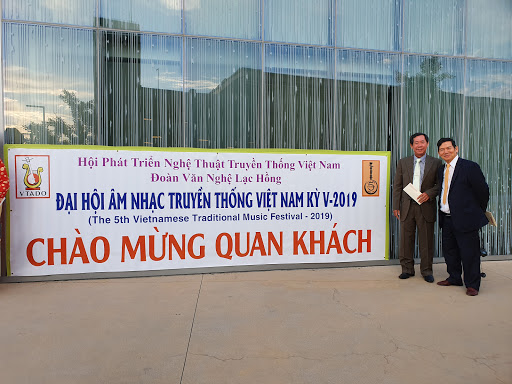 Hội Phát Triển Nghệ Thuật Truyền Thống Việt Nam
Đoàn Văn Nghệ Lạc Hồng
ĐẠI HỘI ÂM NHẠC TRUYỀN THỐNG VIỆT NAM KỲ V-2019
(The 5th Vietnamese Traditional Music Festival - 2019)
CHÀO MỪNG QUAN KHÁCH
VTADO